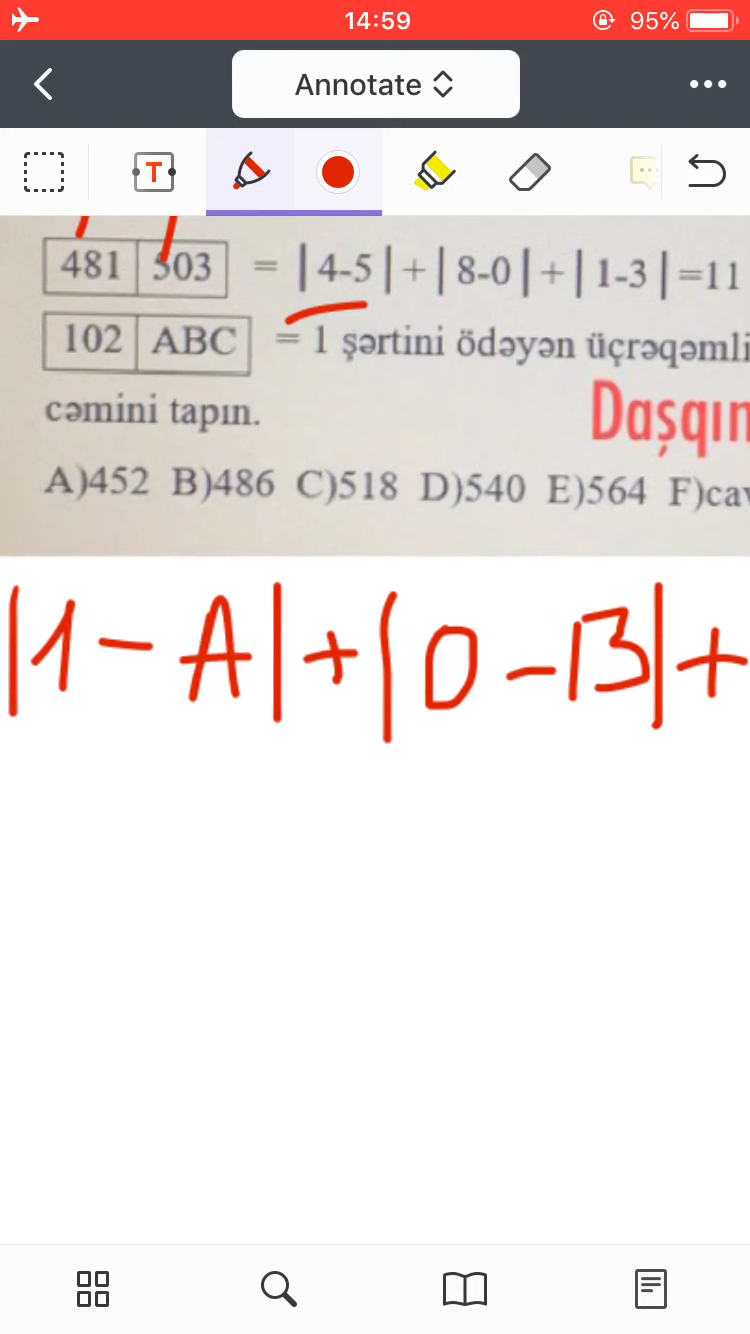 14:59
95%
Annotate
T
481 503 = |4-5|+|8-0|+|1-3|=11
102 ABC = 1 şərtini ödəyən üçrəqəmli
cəmini tapın.
Daşqın
A)452 B)486 C)518 D)540 E)564 F)cav
|1-A|+|0-B|+